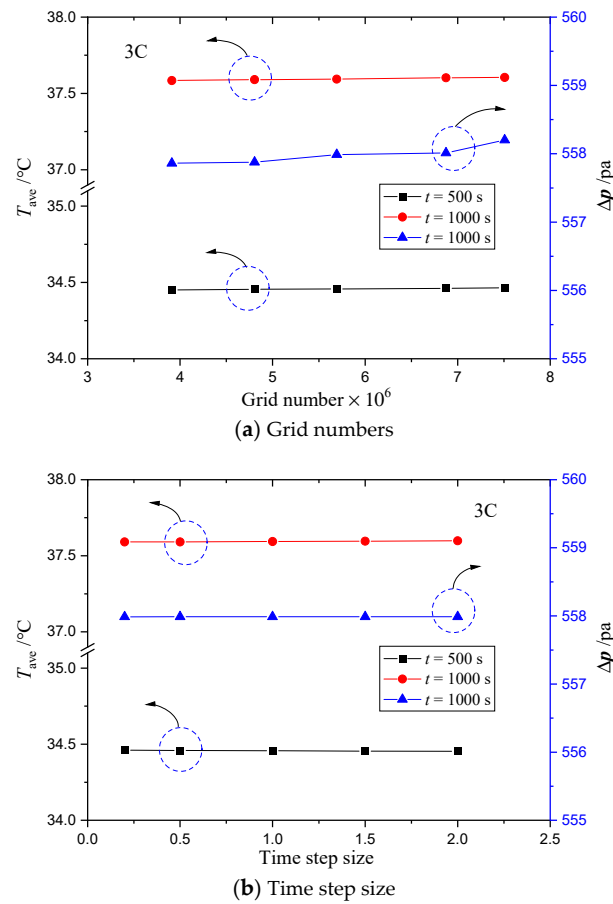 3C
38.0
37.5
37.0
35.0
34.5
34.0
T_ave /°C
560
559
558
557
556
555
Δp /pa
t = 500 s
t = 1000 s
t = 1000 s
3
4
5
6
7
8
Grid number × 10^6
(a) Grid numbers
3C
38.0
37.5
37.0
35.0
34.5
34.0
T_ave /°C
560
559
558
557
556
555
Δp /pa
t = 500 s
t = 1000 s
t = 1000 s
0.0
0.5
1.0
1.5
2.0
2.5
Time step size
(b) Time step size